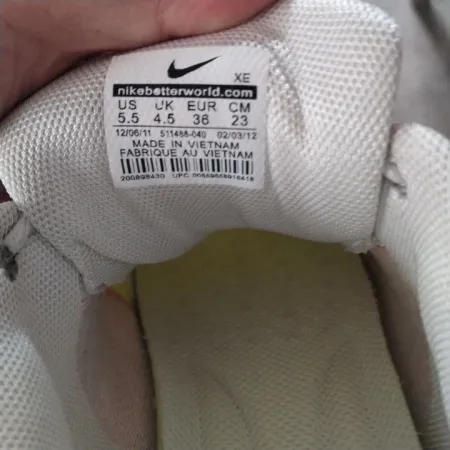 XE
nikebetterworld.com
US UK EUR CM
5.5 4.5 36 23
12/06/11 511488-040 02/03/12
MADE IN VIETNAM
FABRIQUE AU VIETNAM
200898430